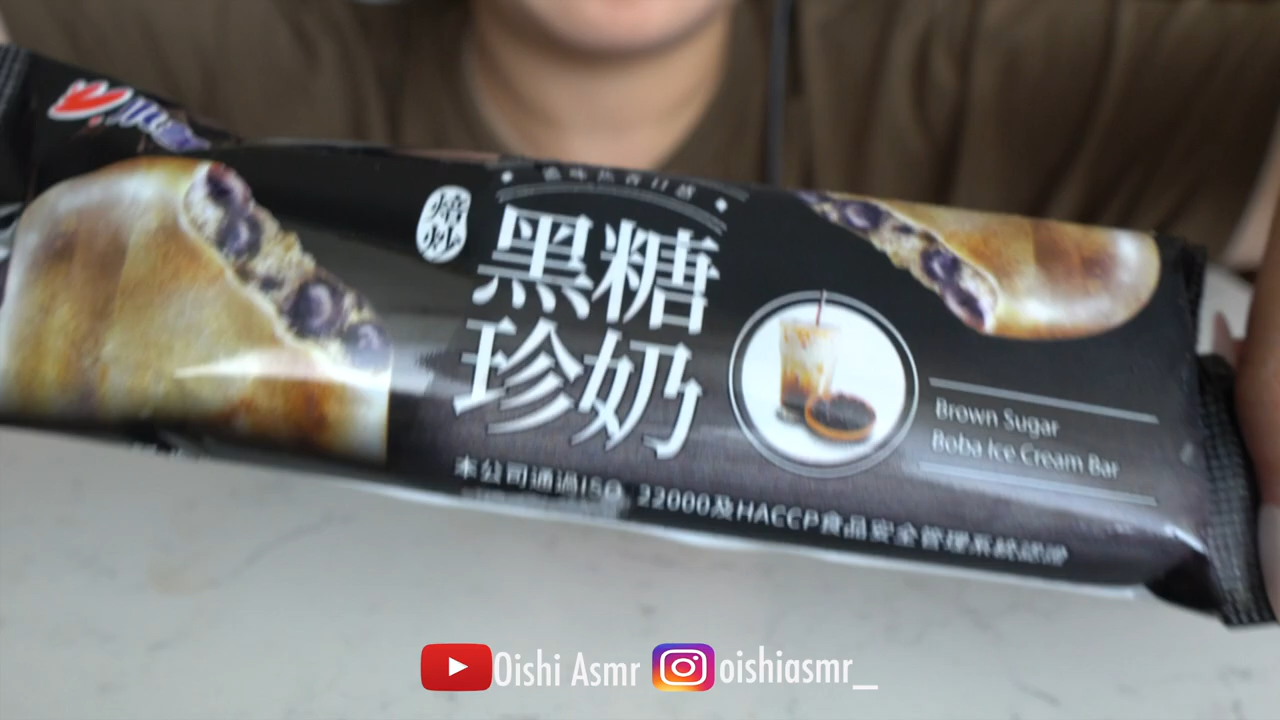 焙炒
黑糖
珍奶
Brown Sugar
Boba Ice Cream Bar
本公司通過ISO 22000及HACCP食品安全管理系統認證
Oishi Asmr
oishiasmr_